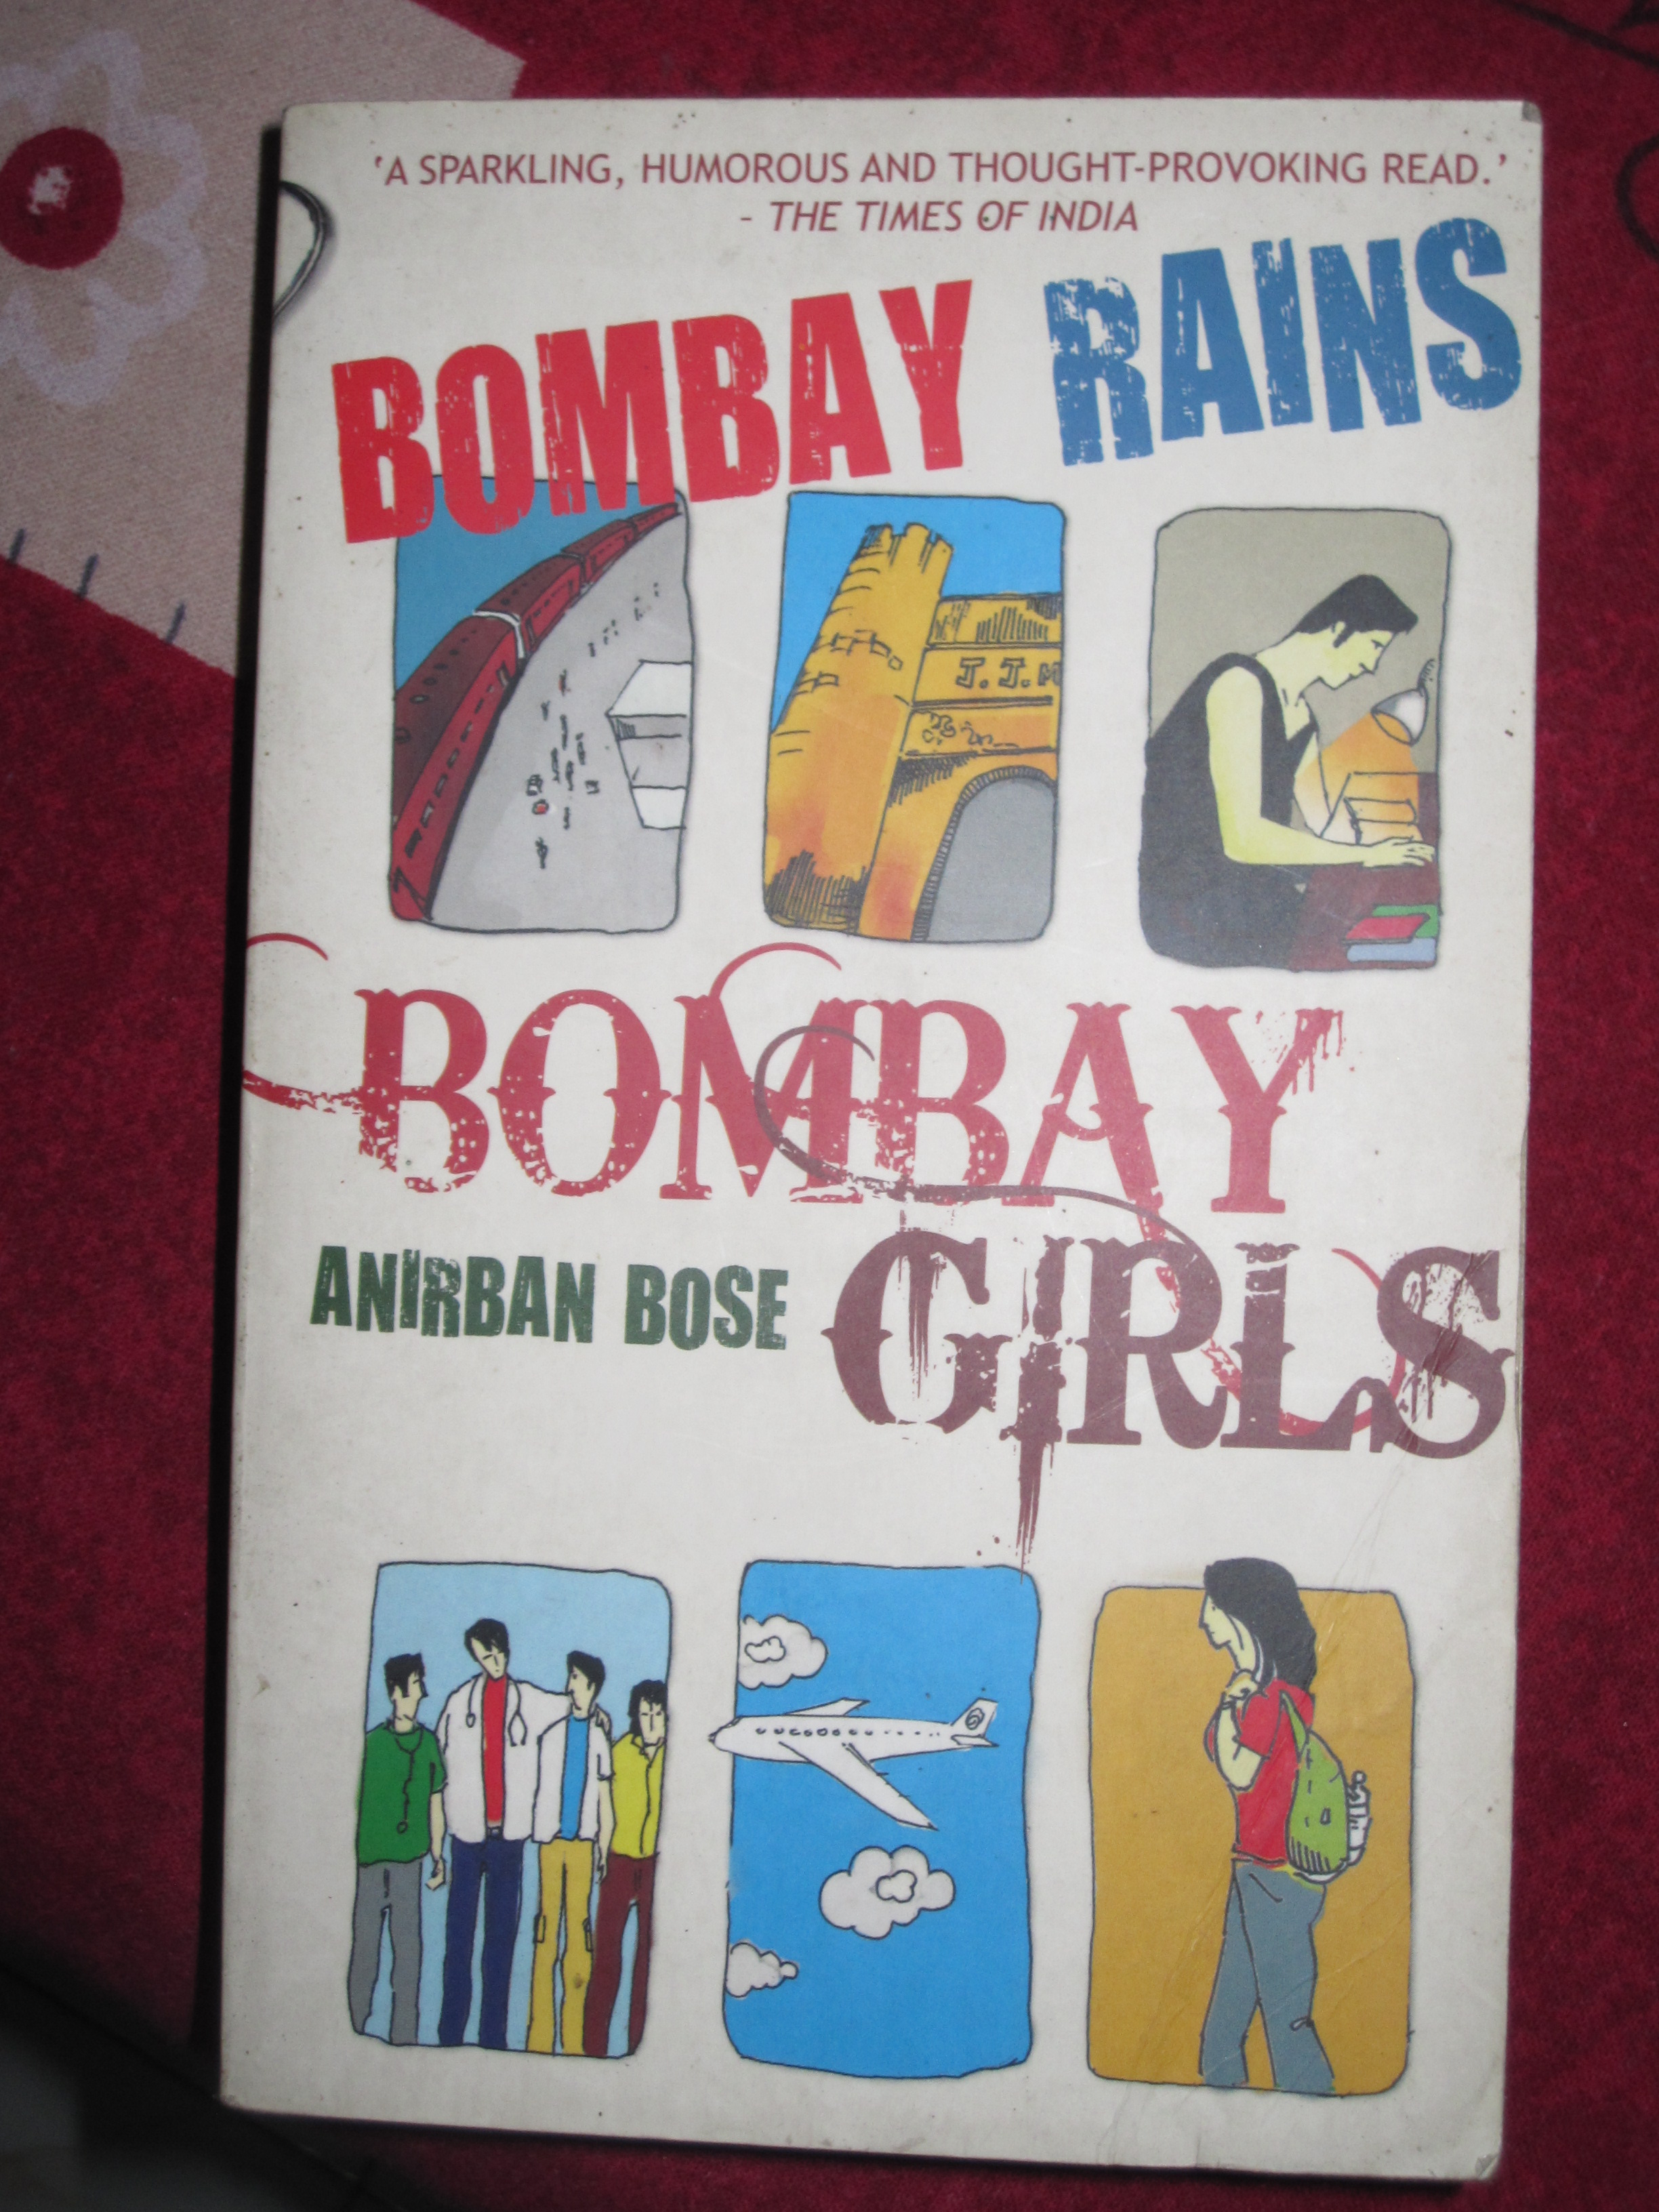 ‘A SPARKLING, HUMOROUS AND THOUGHT-PROVOKING READ.’
- THE TIMES OF INDIA
BOMBAY RAINS
J.J.M
BOMBAY
GIRLS
ANIRBAN BOSE